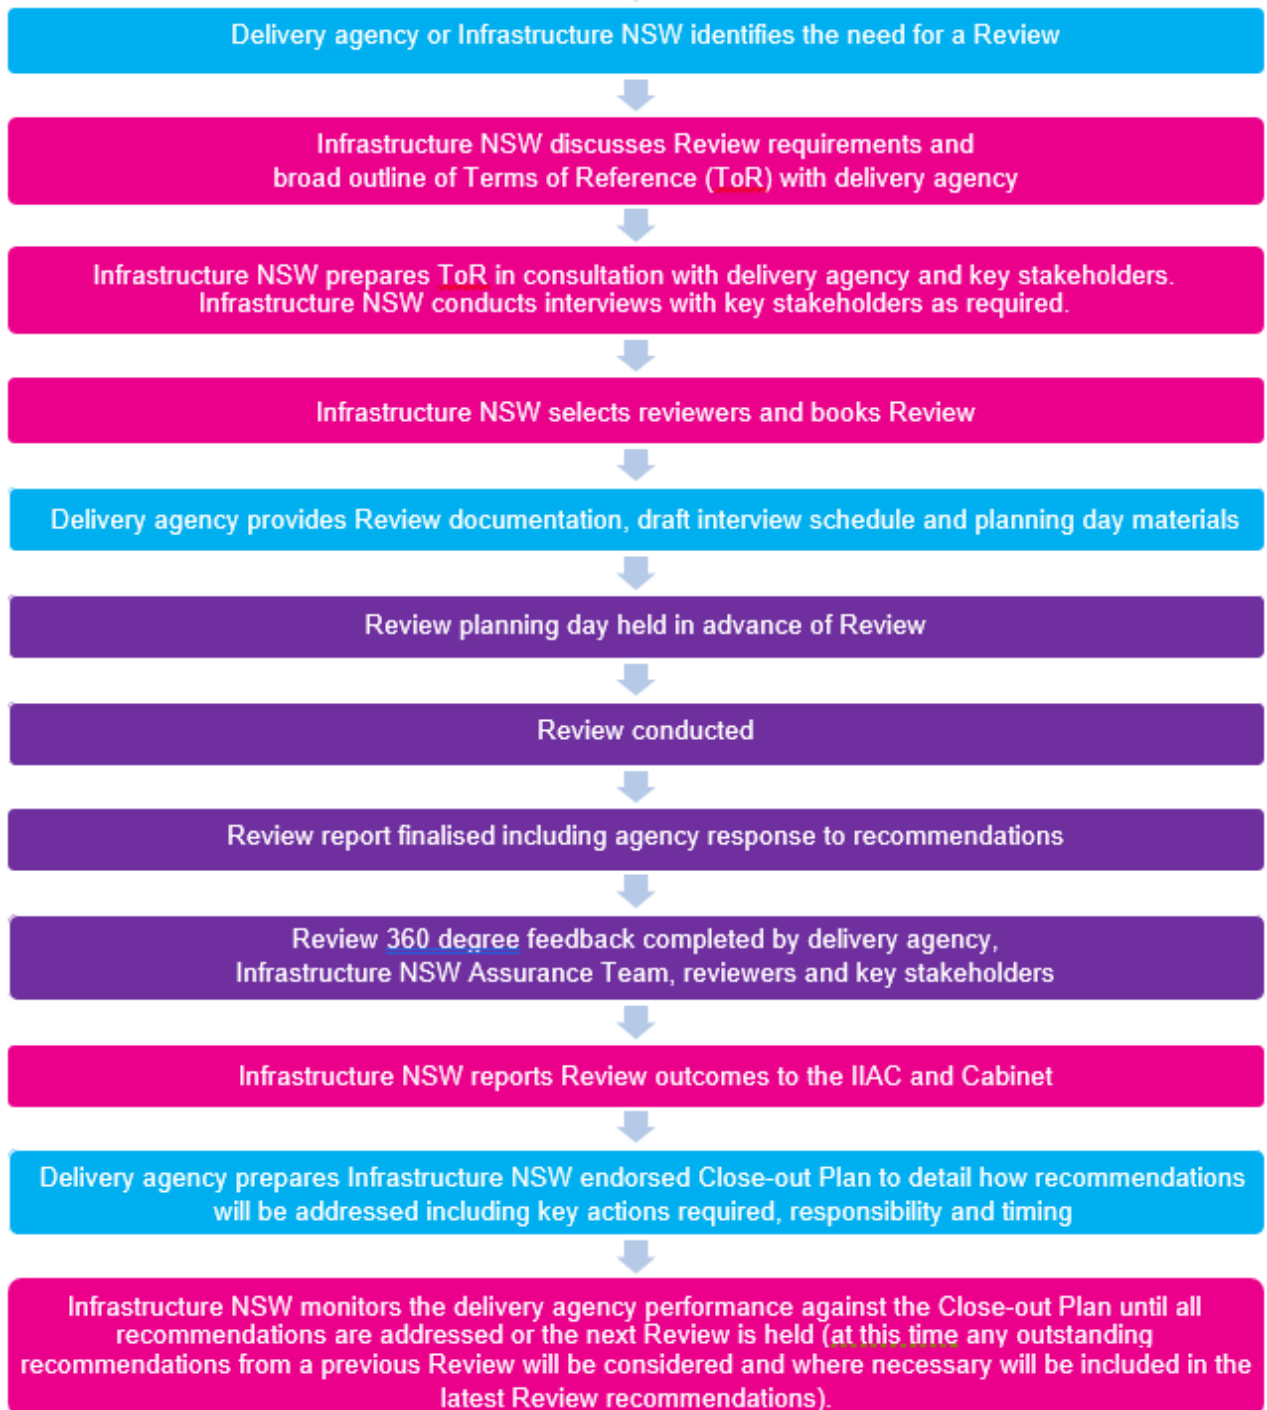 Delivery agency or Infrastructure NSW identifies the need for a Review
Infrastructure NSW discusses Review requirements and
broad outline of Terms of Reference (ToR) with delivery agency
Infrastructure NSW prepares ToR in consultation with delivery agency and key stakeholders.
Infrastructure NSW conducts interviews with key stakeholders as required.
Infrastructure NSW selects reviewers and books Review
Delivery agency provides Review documentation, draft interview schedule and planning day materials
Review planning day held in advance of Review
Review conducted
Review report finalised including agency response to recommendations
Review 360 degree feedback completed by delivery agency,
Infrastructure NSW Assurance Team, reviewers and key stakeholders
Infrastructure NSW reports Review outcomes to the IIAC and Cabinet
Delivery agency prepares Infrastructure NSW endorsed Close-out Plan to detail how recommendations
will be addressed including key actions required, responsibility and timing
Infrastructure NSW monitors the delivery agency performance against the Close-out Plan until all
recommendations are addressed or the next Review is held (at this time any outstanding
recommendations from a previous Review will be considered and where necessary will be included in the
latest Review recommendations).